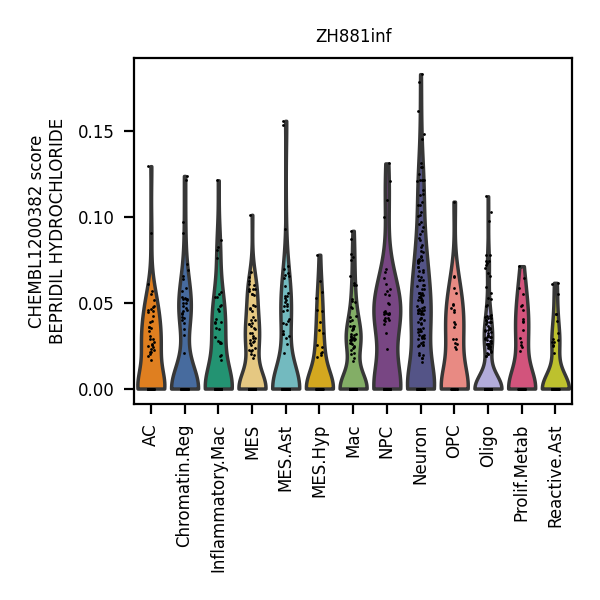 ZH881inf
CHEMBL1200382 score
BEPRIDIL HYDROCHLORIDE
0.15
0.10
0.05
0.00
AC
Chromatin.Reg
Inflammatory.Mac
MES
MES.Ast
MES.Hyp
Mac
NPC
Neuron
OPC
Oligo
Prolif.Metab
Reactive.Ast